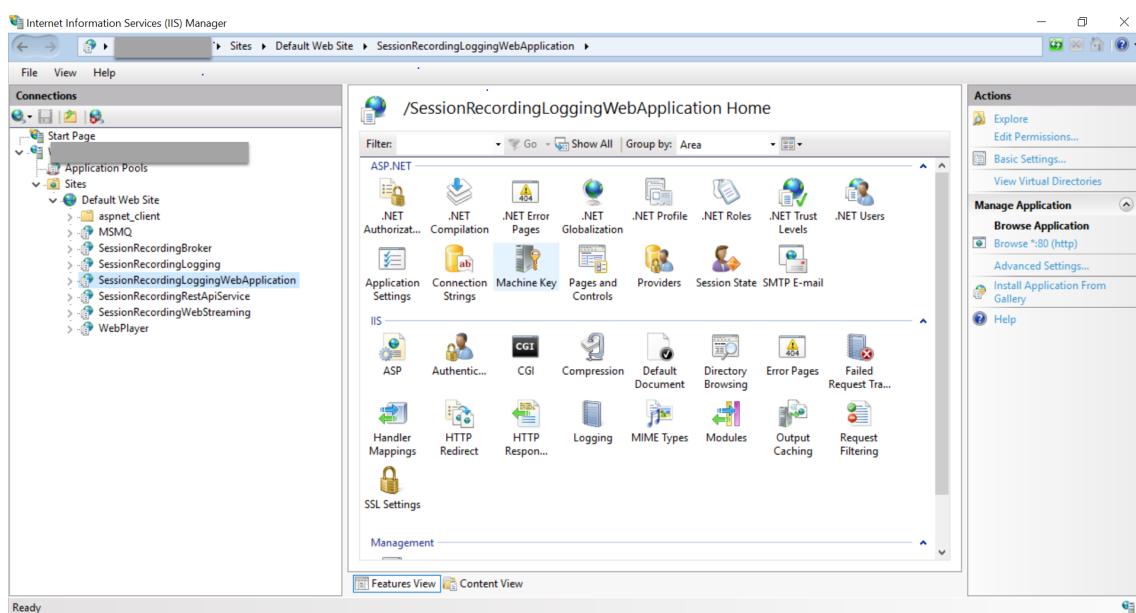 Internet Information Services (IIS) Manager
Sites Default Web Site SessionRecordingLoggingWebApplication
File View Help
Connections
Start Page
Application Pools
Sites
Default Web Site
aspnet_client
MSMQ
SessionRecordingBroker
SessionRecordingLogging
SessionRecordingLoggingWebApplication
SessionRecordingRestApiService
SessionRecordingWebStreaming
WebPlayer
/SessionRecordingLoggingWebApplication Home
Filter: Go Show All Group by: Area
ASP.NET
.NET .NET .NET Error .NET .NET Profile .NET Roles .NET Trust .NET Users
Authorizat... Compilation Pages Globalization Levels
Application Connection Machine Key Pages and Providers Session State SMTP E-mail
Settings Strings Controls
IIS
ASP Authentic... CGI Compression Default Directory Error Pages Failed
Document Browsing Request Tra...
Handler HTTP HTTP Logging MIME Types Modules Output Request
Mappings Redirect Respon... Caching Filtering
SSL Settings
Management
Features View Content View
Actions
Explore
Edit Permissions...
Basic Settings...
View Virtual Directories
Manage Application
Browse Application
Browse *:80 (http)
Advanced Settings...
Install Application From
Gallery
Help
Ready